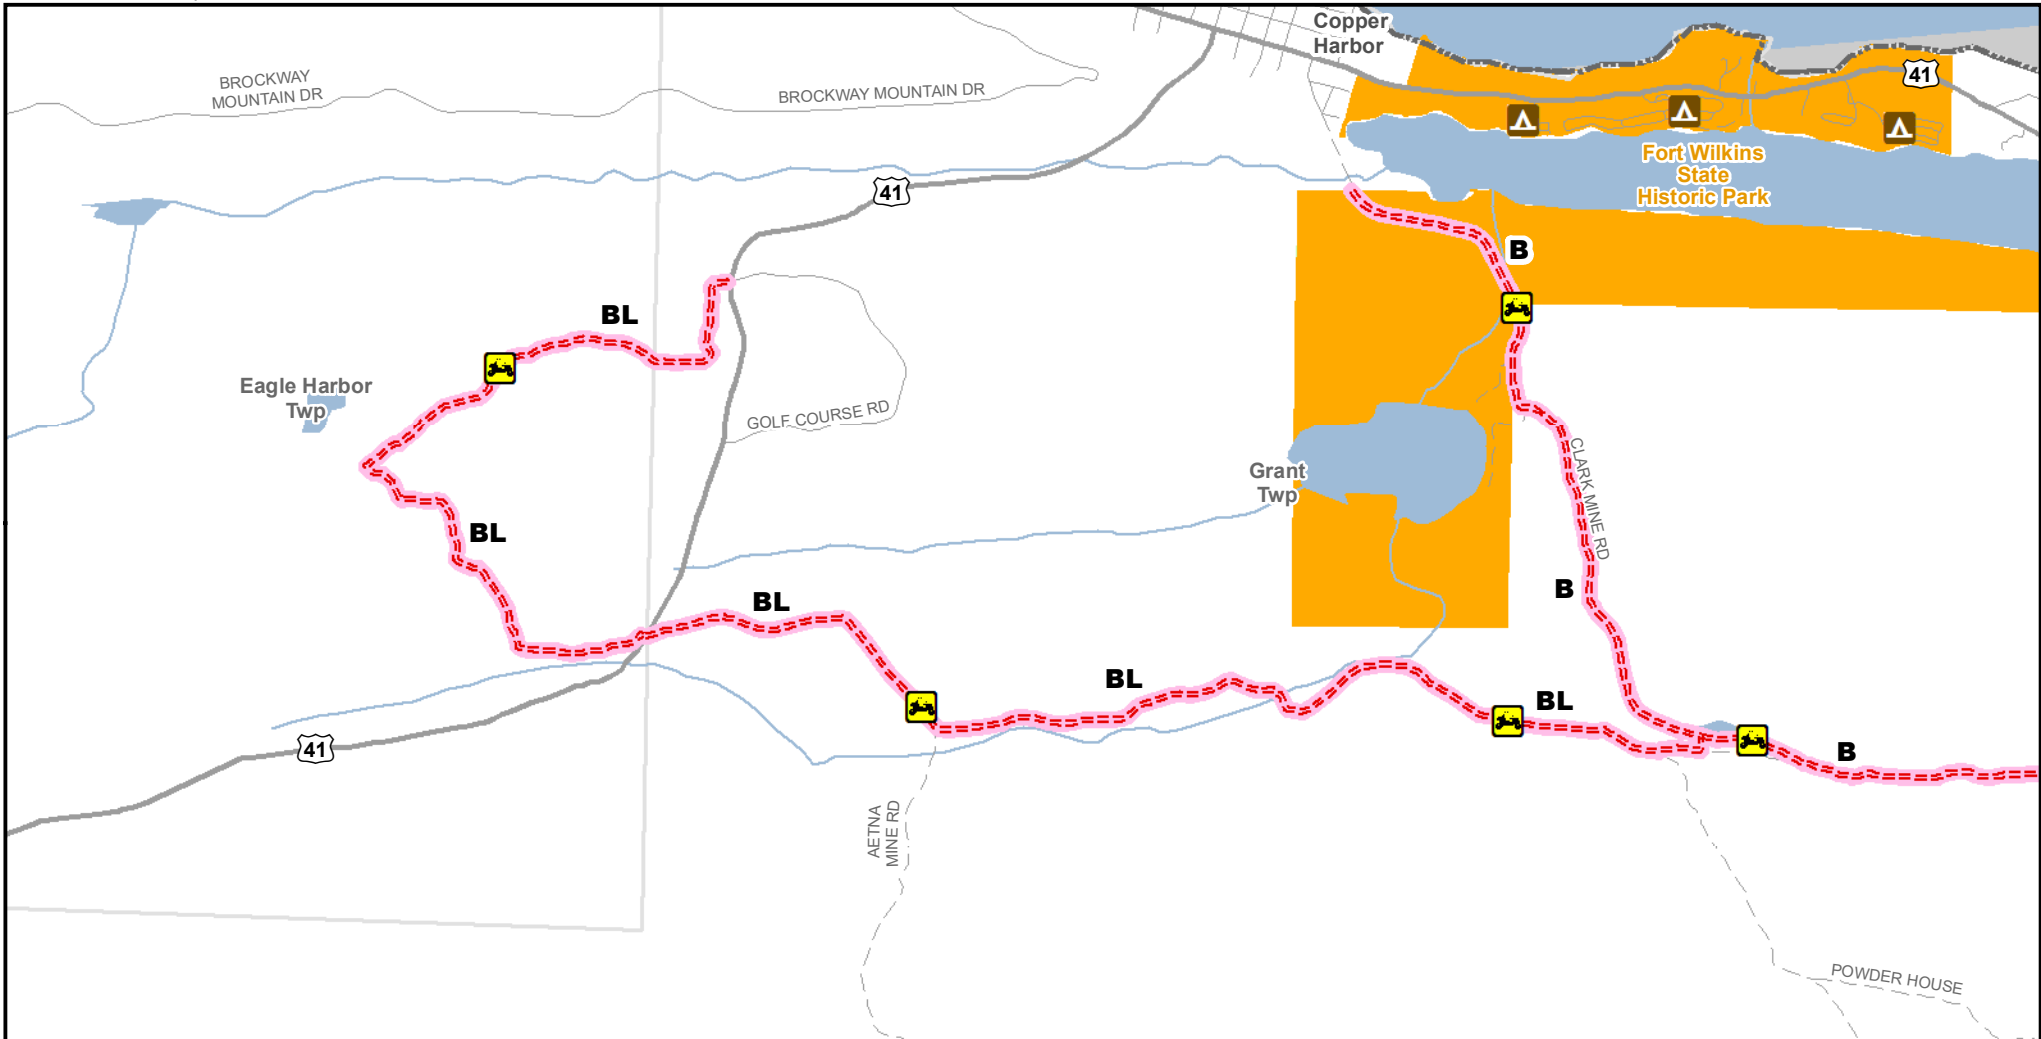 Copper
Harbor
41
BROCKWAY
MOUNTAIN DR
BROCKWAY MOUNTAIN DR
Fort Wilkins
State
Historic Park
41
B
BL
Eagle Harbor
Twp
GOLF COURSE RD
Grant
Twp
CLARK MINE RD
BL
B
BL
BL
BL
41
B
AETNA
MINE RD
POWDER HOUSE